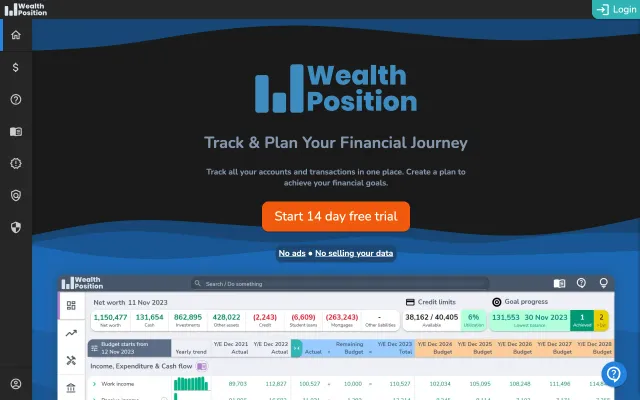 Wealth
Position
Login
Wealth
Position
Track & Plan Your Financial Journey
Track all your accounts and transactions in one place. Create a plan to
achieve your financial goals.
Start 14 day free trial
No ads ● No selling your data
Wealth
Position
Search / Do something
Net worth 11 Nov 2023
Credit limits
Goal progress
1,150,477 131,654 862,895 428,022 (2,243) (6,609) (263,243) -
Net worth Cash Investments Other assets Credit Student loans Mortgages Other liabilities
38,162 / 40,405 6%
Available Utilisation
131,553 30 Nov 2023 1 2
Lowest balance Achieved
Budget starts from
12 NOV 2023
Yearly trend
Y/E Dec 2021 Y/E Dec 2022 Remaining Y/E Dec 2023 Y/E Dec 2024 Y/E Dec 2025 Y/E Dec 2026 Y/E Dec 2027 Y/E Dec 2028
Actual Actual Actual + Budget = Total Budget Budget Budget Budget Budget
Income, Expenditure & Cash flow
Work income 89,703 112,827 100,527 + 10,000 = 110,527 102,034 105,095 108,248 111,496